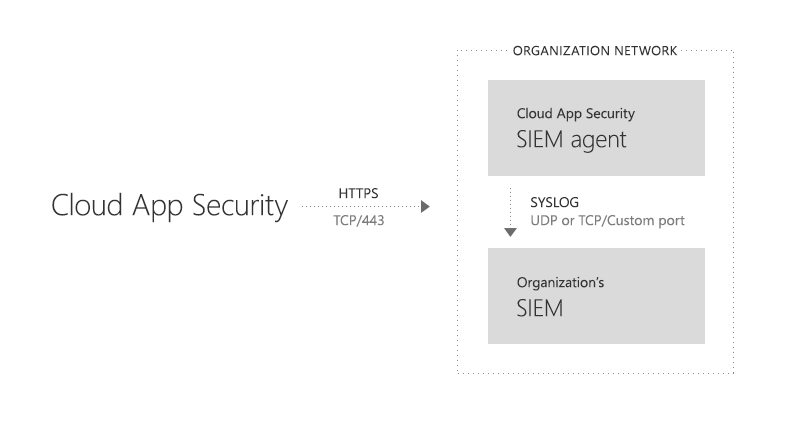 ORGANIZATION NETWORK
Cloud App Security
SIEM agent
Cloud App Security
HTTPS
TCP/443
SYSLOG
UDP or TCP/Custom port
Organization's
SIEM